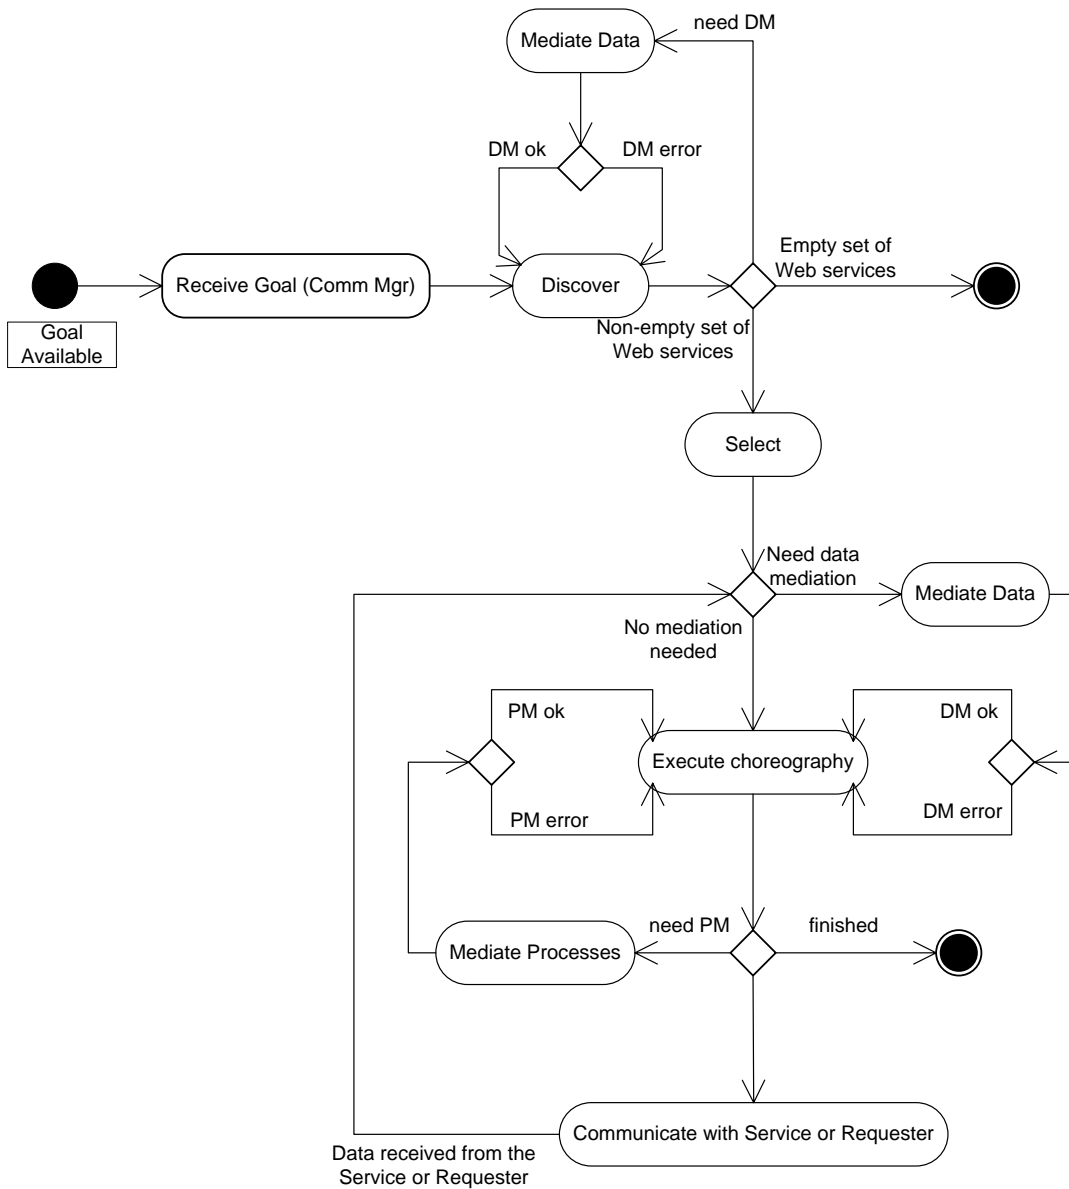 need DM
Mediate Data
DM ok
DM error
Empty set of
Web services
Receive Goal (Comm Mgr)
Discover
Goal
Available
Non-empty set of
Web services
Select
Need data
mediation
Mediate Data
No mediation
needed
PM ok
DM ok
Execute choreography
PM error
DM error
need PM
finished
Mediate Processes
Communicate with Service or Requester
Data received from the
Service or Requester